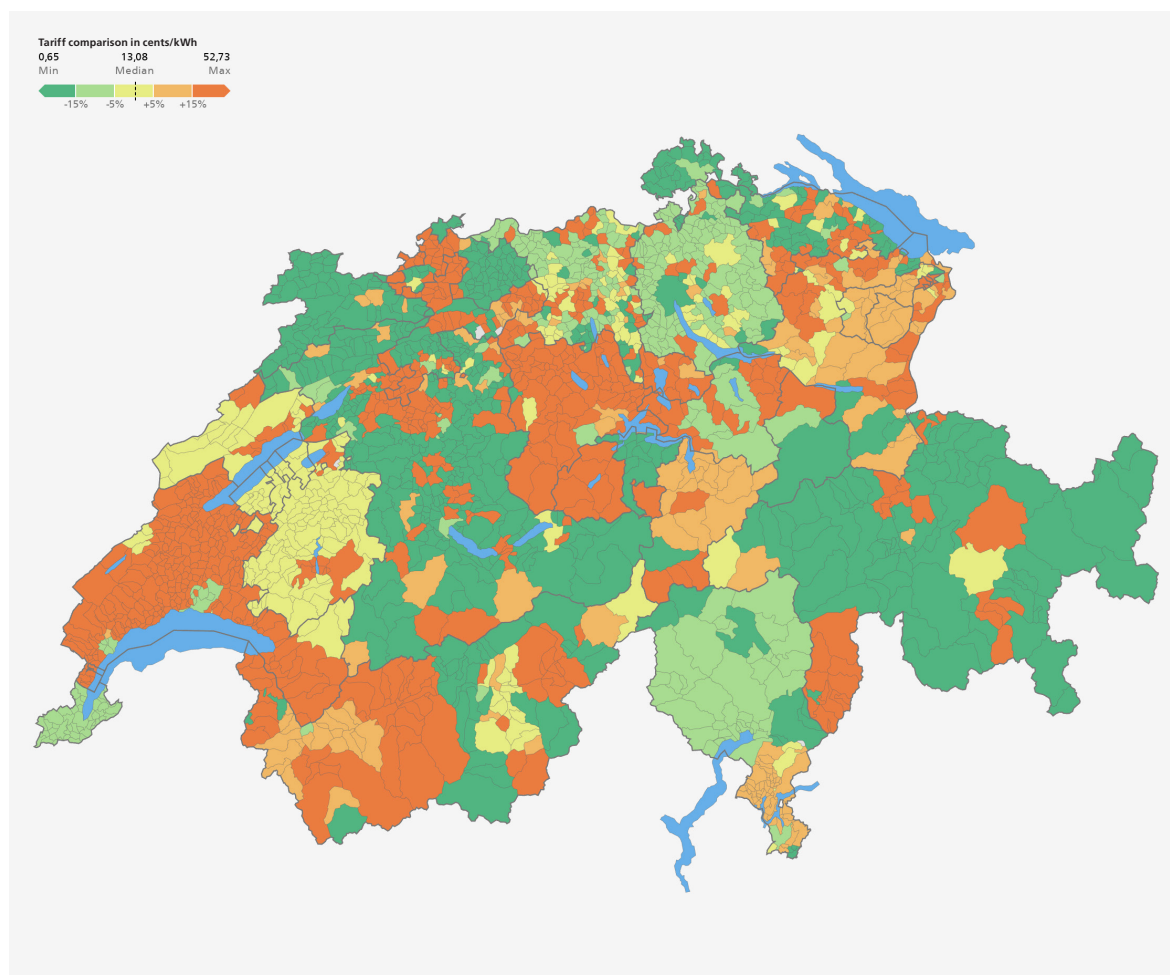 Tariff comparison in cents/kWh
0,65 13,08 52,73
Min Median Max
-15% -5% +5% +15%